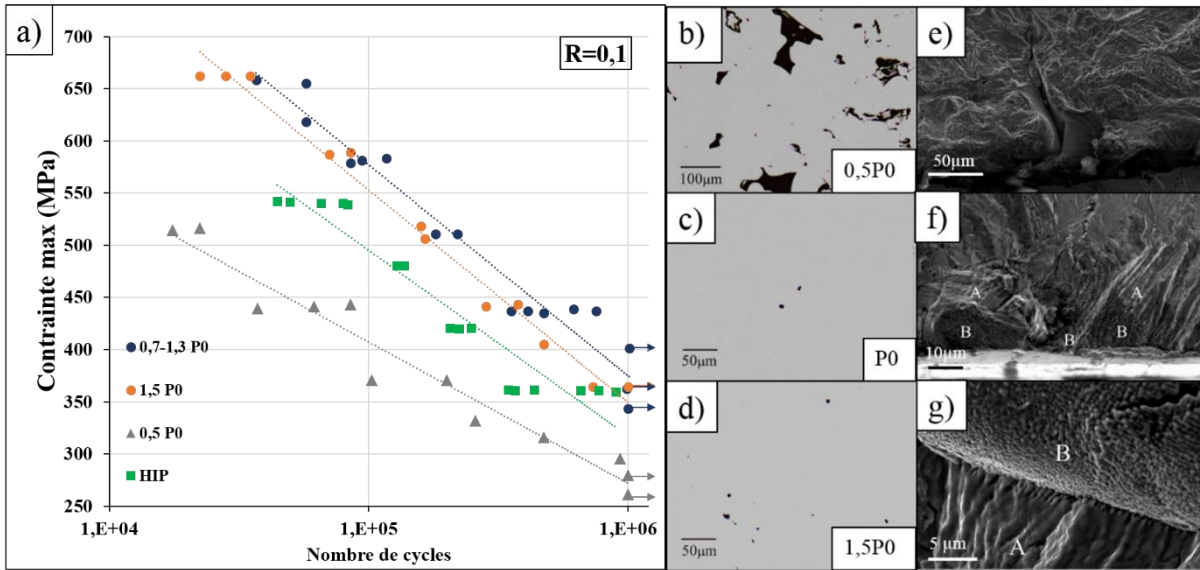 a)
R=0,1
700
650
600
550
500
450
400
350
300
250
Contrainte max (MPa)
0,7-1,3 P0
1,5 P0
0,5 P0
HIP
1,E+04
1,E+05
1,E+06
Nombre de cycles
b)
100μm
0,5P0
c)
50μm
P0
d)
50μm
1,5P0
e)
50μm
f)
A
A
B
B
B
10μm
g)
B
A
5 μm